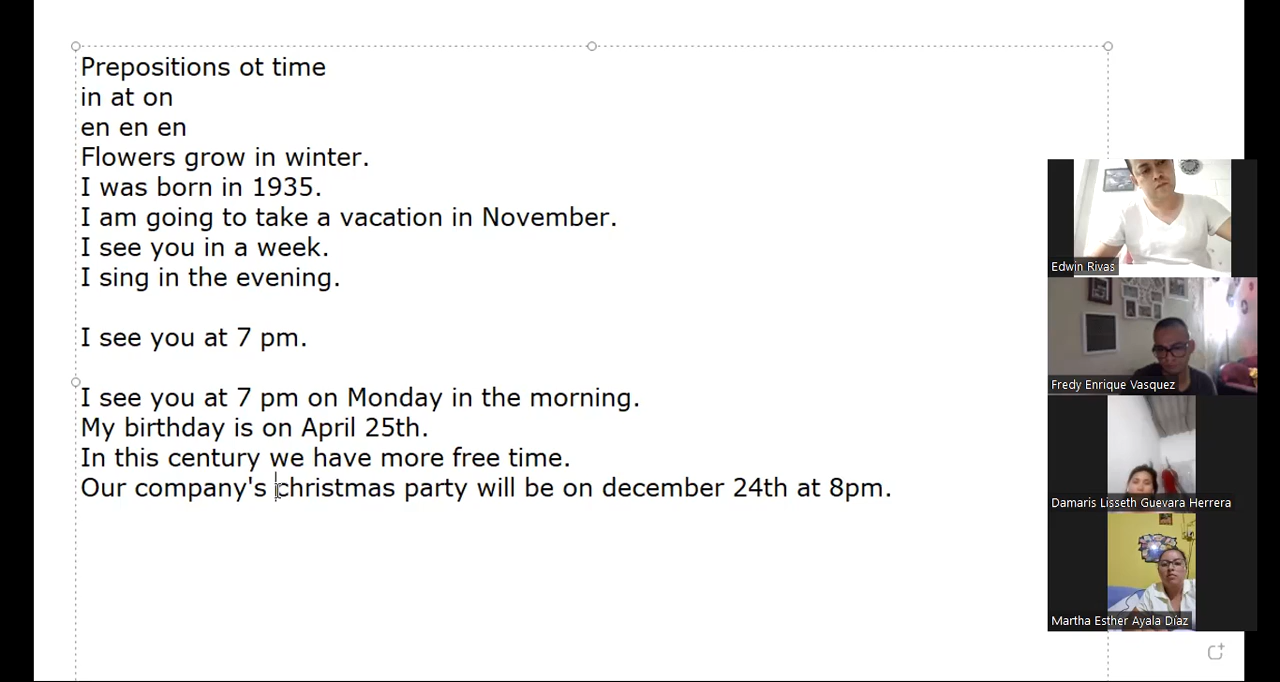 Prepositions ot time
in at on
en en en
Flowers grow in winter.
I was born in 1935.
I am going to take a vacation in November.
I see you in a week.
I sing in the evening.
I see you at 7 pm.
I see you at 7 pm on Monday in the morning.
My birthday is on April 25th.
In this century we have more free time.
Our company's christmas party will be on december 24th at 8pm.
Edwin Rivas
Fredy Enrique Vasquez
Damaris Lisseth Guevara Herrera
Martha Esther Ayala Díaz